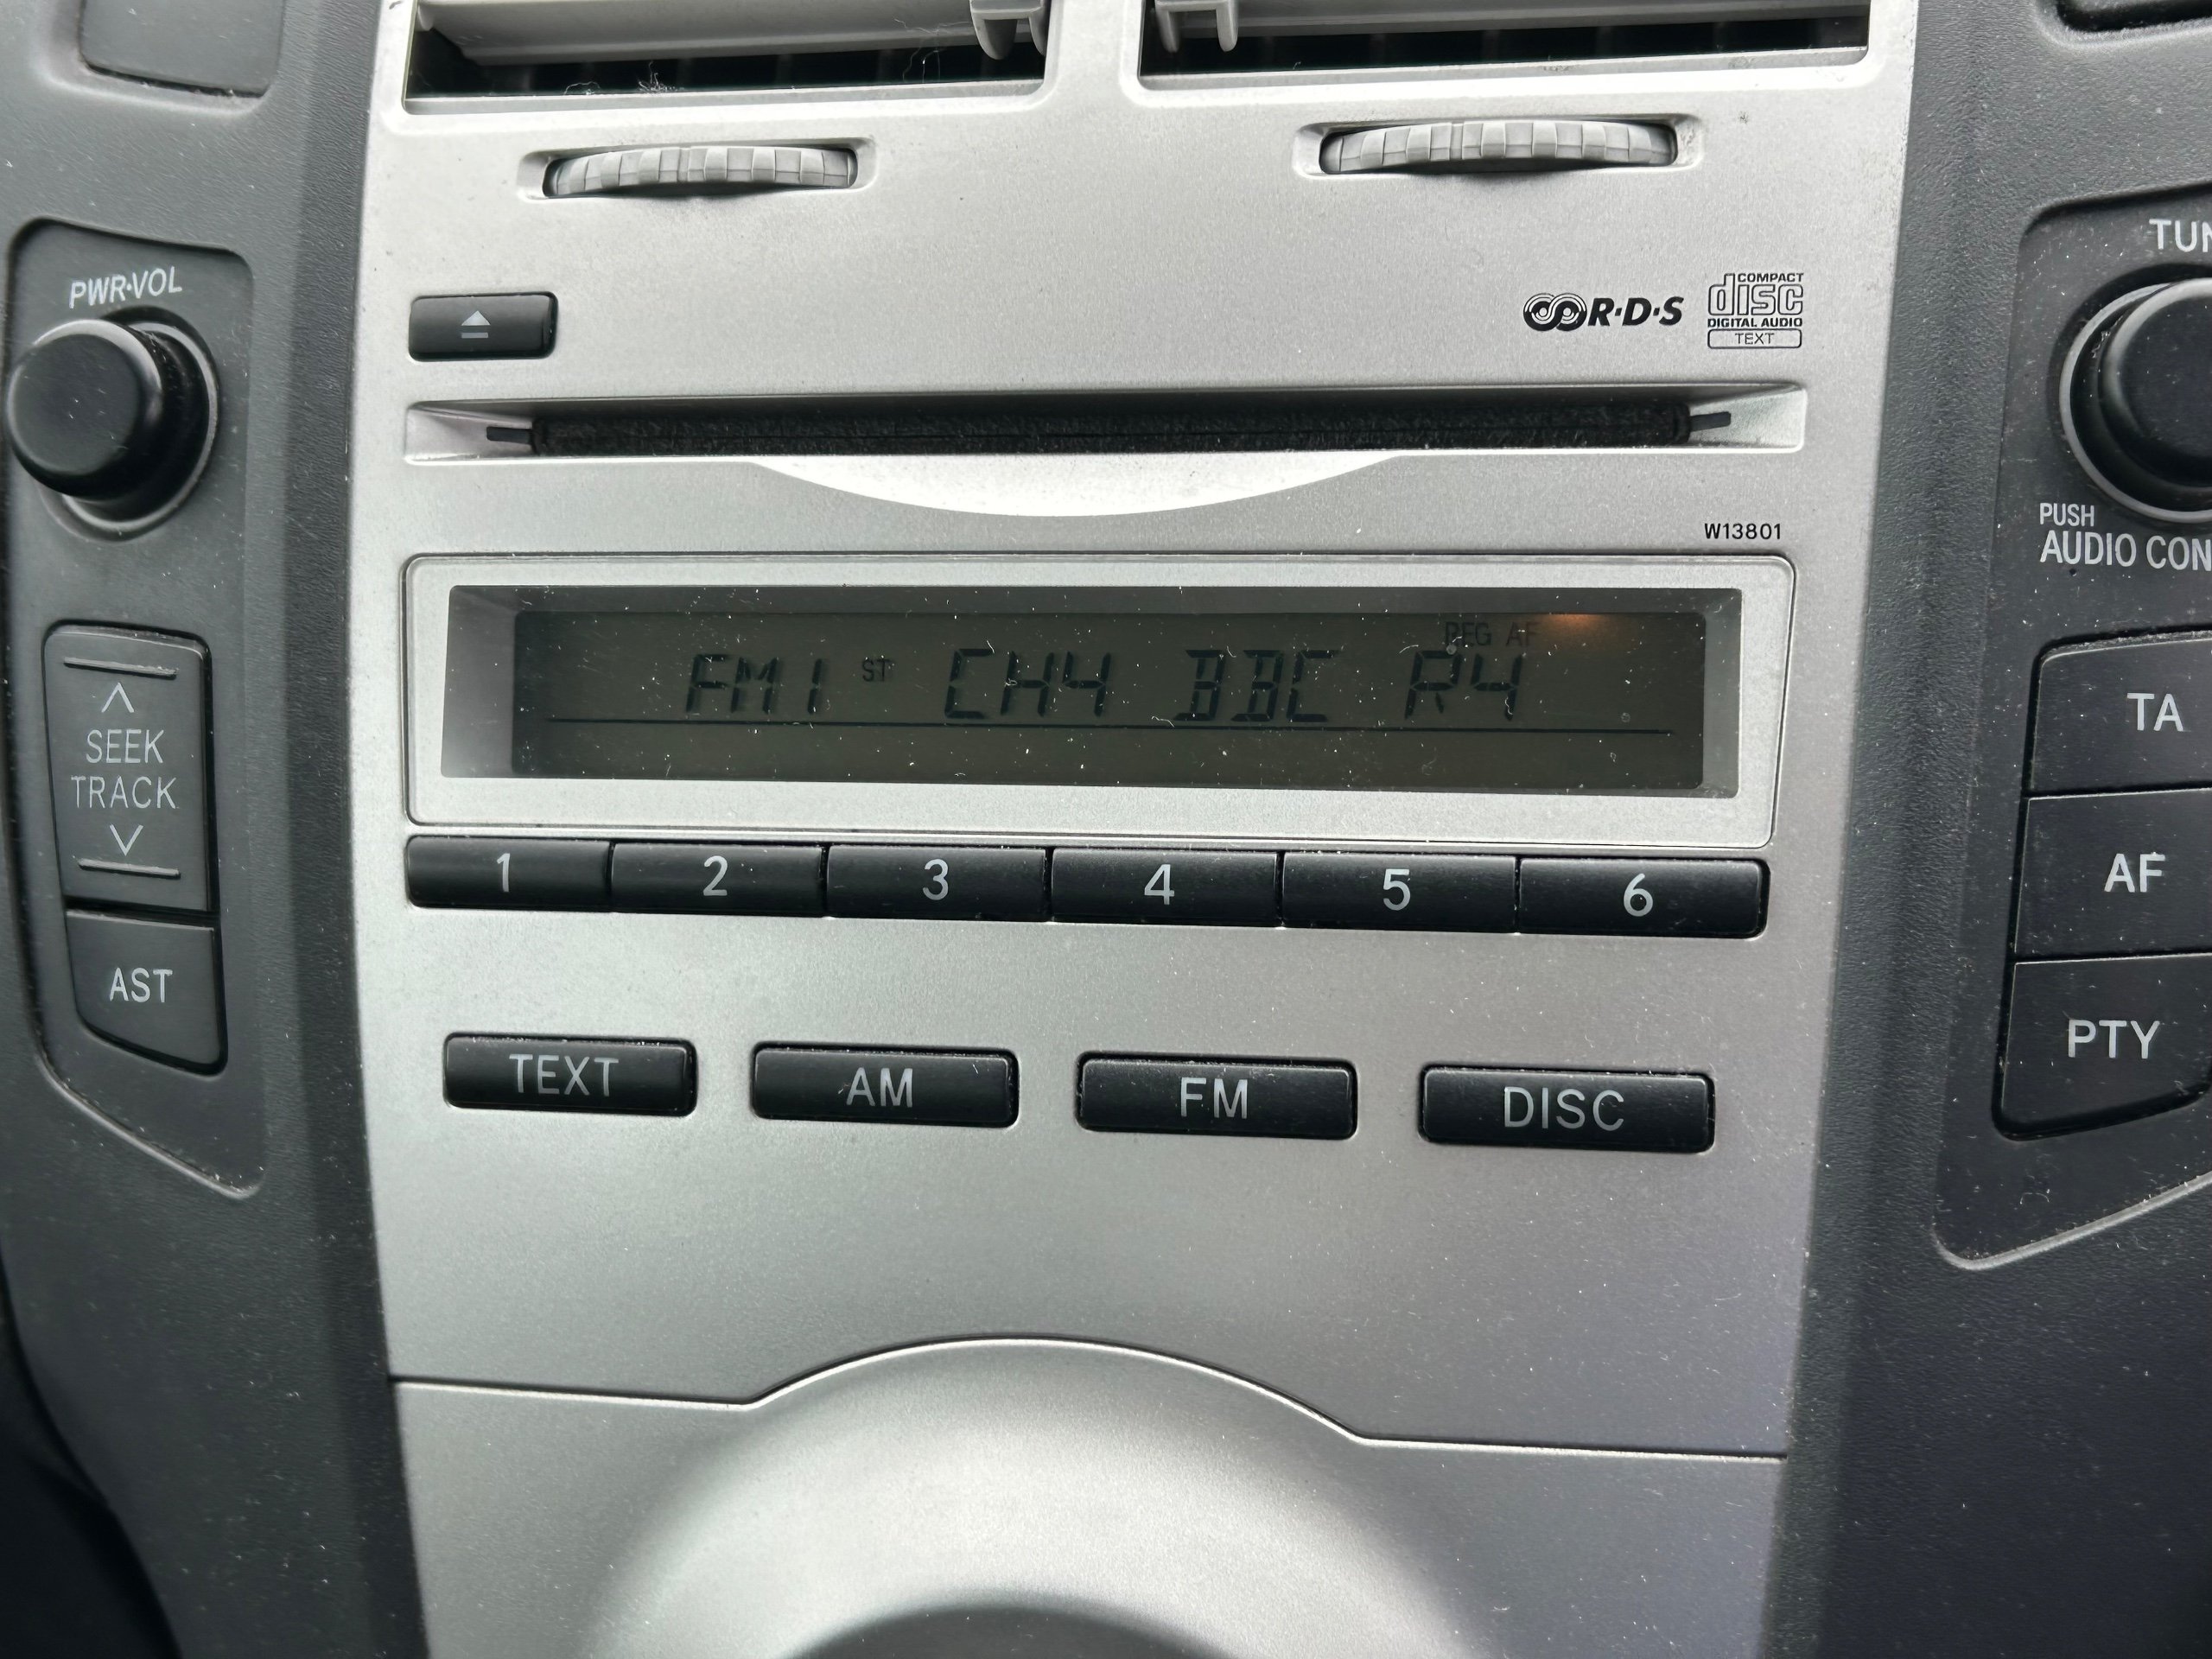 PWR·VOL
R·D·S
COMPACT
disc
DIGITAL AUDIO
TEXT
W13801
PUSH
AUDIO
REG AF
FM1 ST CH4 BBC R4
SEEK
TRACK
AST
1 2 3 4 5 6
TEXT AM FM DISC
TA
AF
PTY